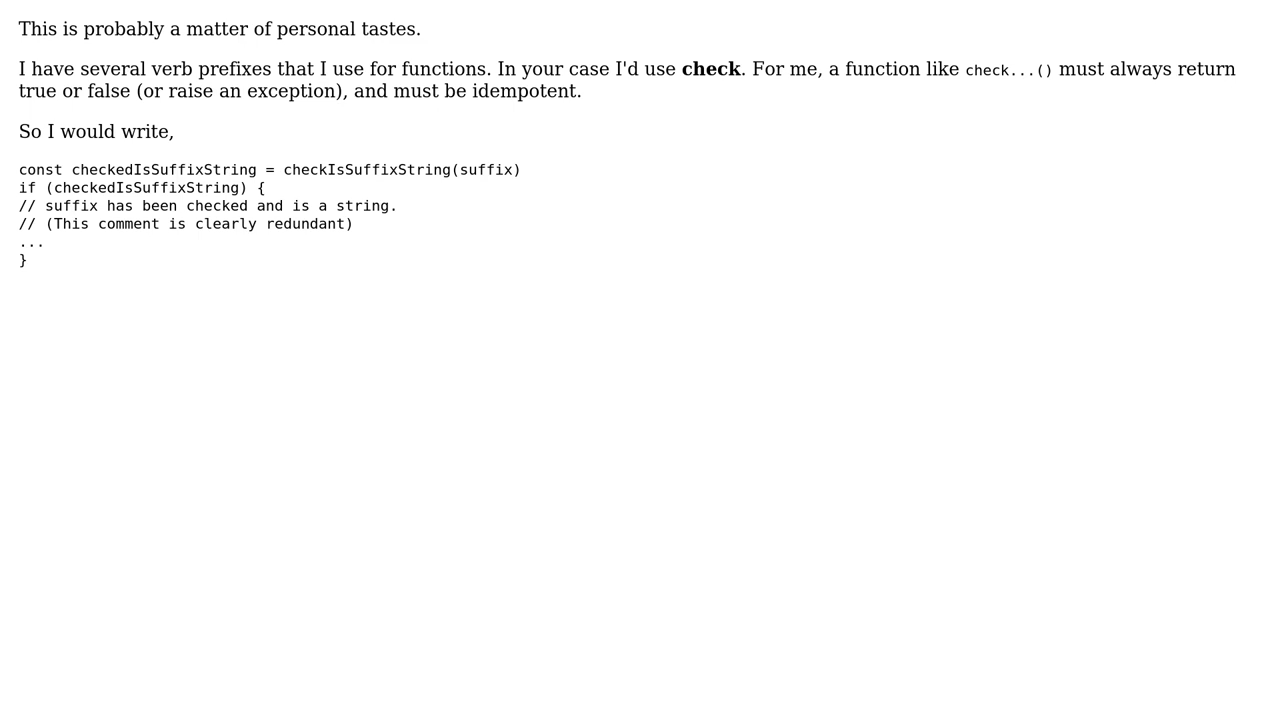 This is probably a matter of personal tastes.
I have several verb prefixes that I use for functions. In your case I'd use check. For me, a function like check...() must always return
true or false (or raise an exception), and must be idempotent.
So I would write,
const checkedIsSuffixString = checkIsSuffixString(suffix)
if (checkedIsSuffixString) {
// suffix has been checked and is a string.
// (This comment is clearly redundant)
...
}